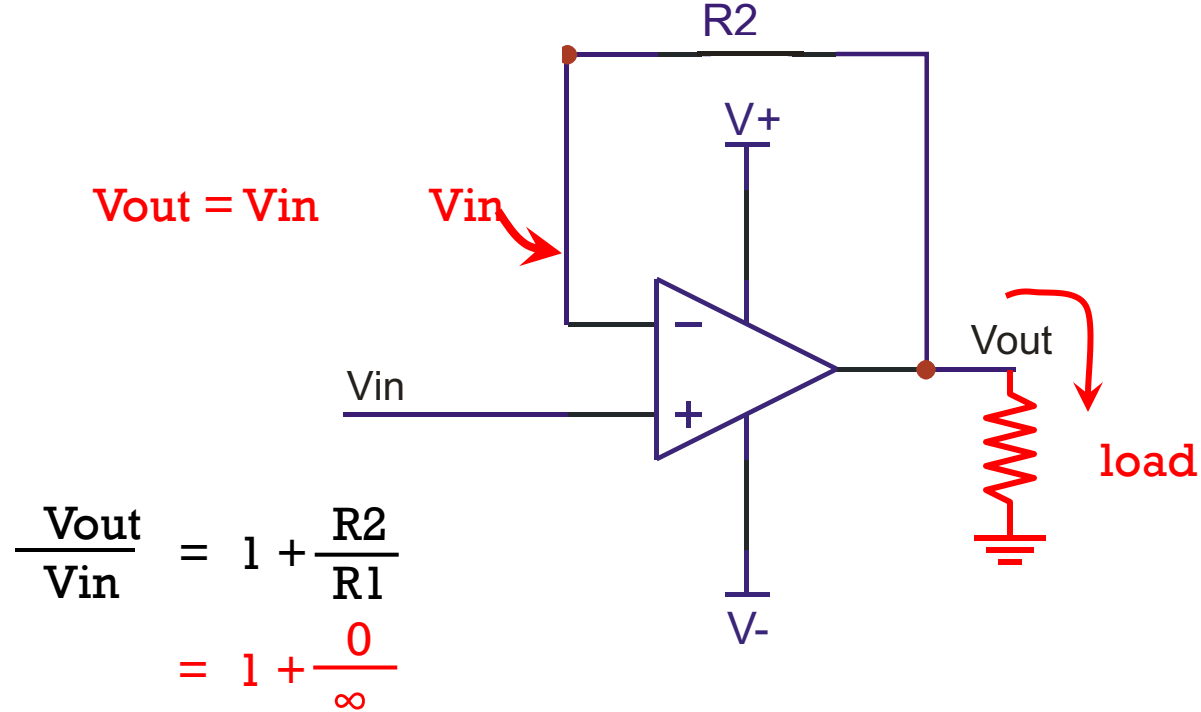 R2
V+
Vout = Vin
Vin
−
Vin
+
Vout
load
V-
Vout
Vin
= 1 +
R2
R1
= 1 +
0
∞